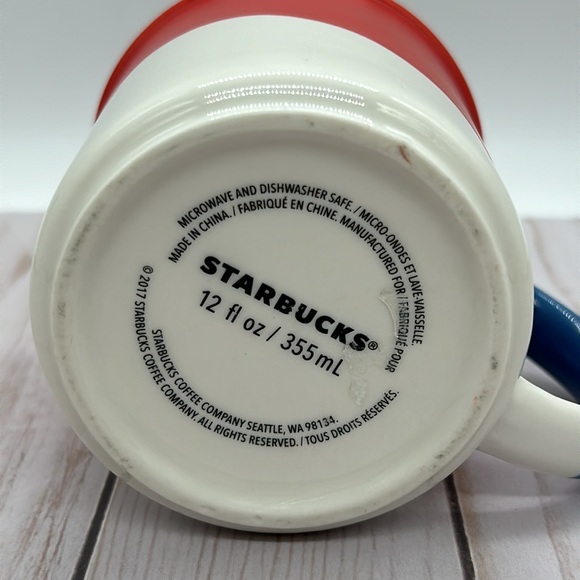 MICROWAVE AND DISHWASHER SAFE. / MICRO-ONDES ET LAVE-VAISSELLE
MADE IN CHINA. / FABRIQUÉ EN CHINE. MANUFACTURED FOR / FABRIQUÉ POUR
STARBUCKS®
12 fl oz / 355mL
STARBUCKS COFFEE COMPANY SEATTLE, WA 98134.
©2017 STARBUCKS COFFEE COMPANY. ALL RIGHTS RESERVED. / TOUS DROITS RÉSERVÉS.